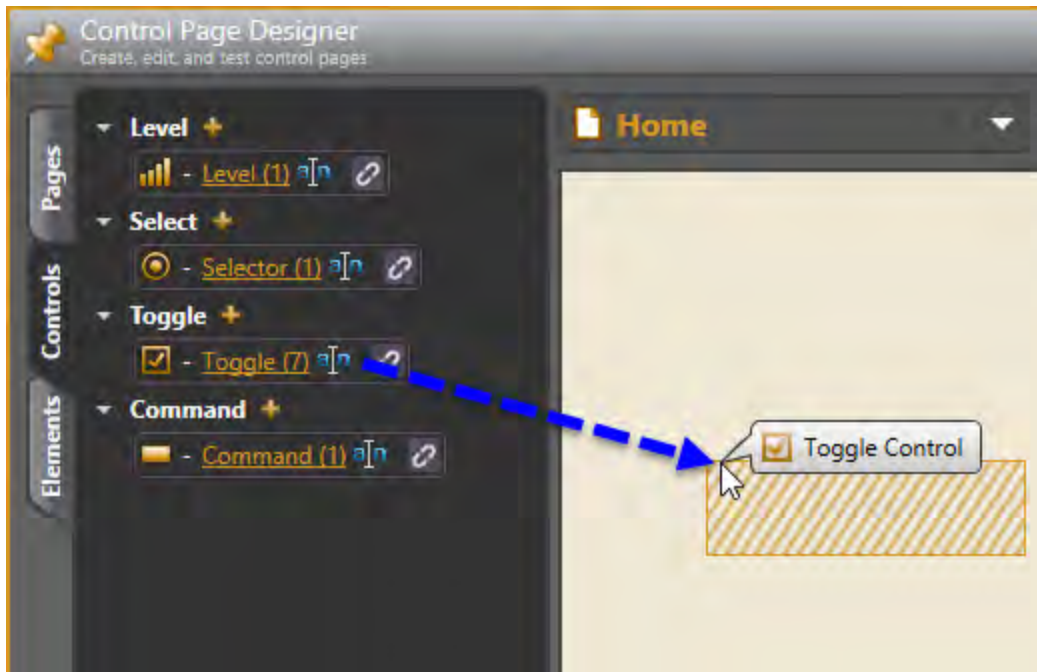 Control Page Designer
Create, edit, and test control pages
Pages
Controls
Elements
Level
- Level (1) a n
Select
- Selector (1) a n
Toggle
- Toggle (7) a n
Command
- Command (1) a n
Home
Toggle Control